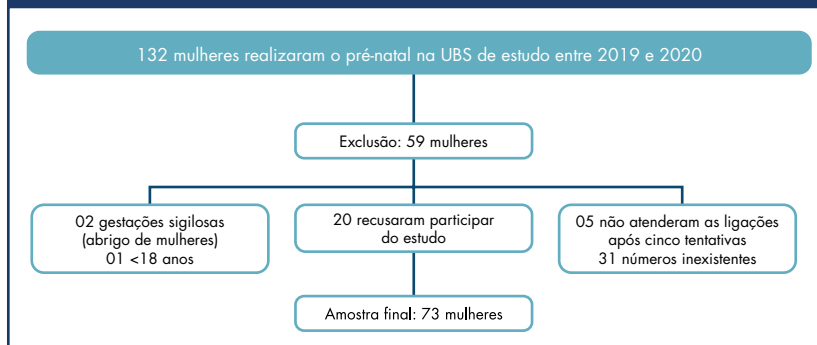 132 mulheres realizaram o pré-natal na UBS de estudo entre 2019 e 2020
Exclusão: 59 mulheres
02 gestações sigilosas
(abrigo de mulheres)
01 <18 anos
20 recusaram participar
do estudo
05 não atenderam as ligações
após cinco tentativas
31 números inexistentes
Amostra final: 73 mulheres